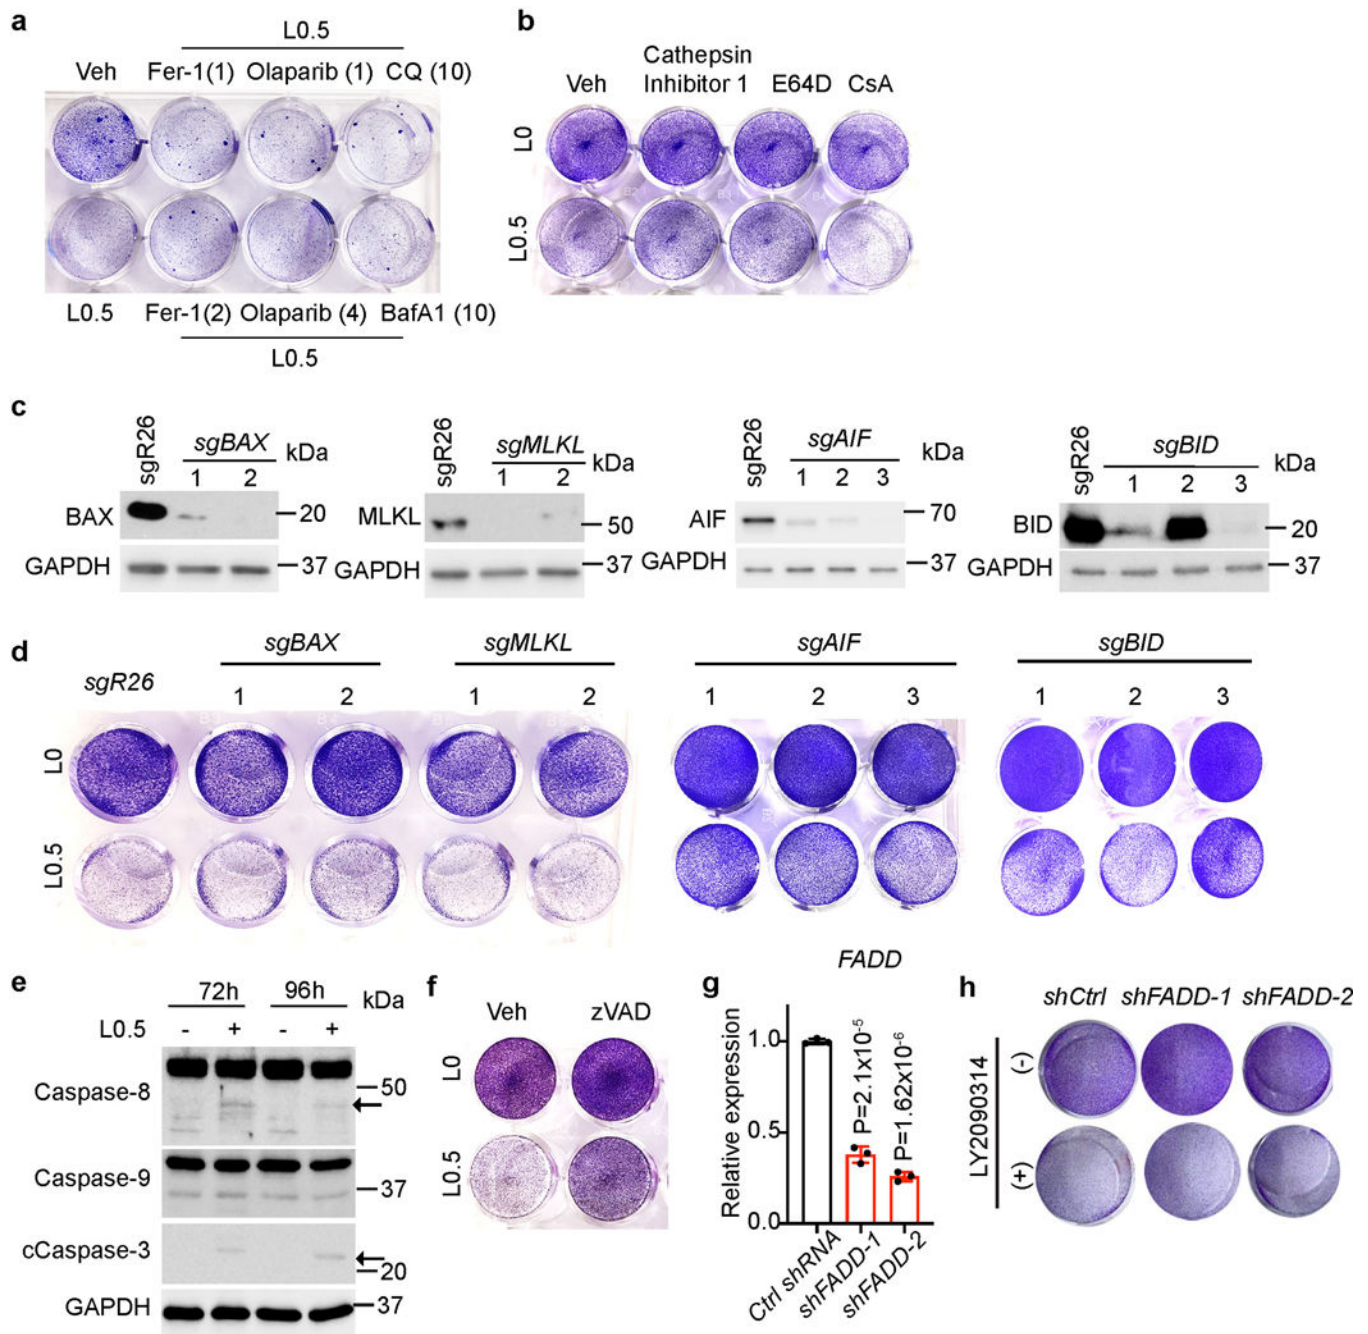 a
L0.5
Veh Fer-1(1) Olaparib (1) CQ (10)
L0.5 Fer-1(2) Olaparib (4) BafA1 (10)
L0.5
b
Cathepsin
Veh Inhibitor 1 E64D CsA
L0
L0.5
c
sgR26
sgBAX
kDa
1 2
BAX
20
GAPDH
37
sgR26
sgMLKL
kDa
1 2
MLKL
50
GAPDH
37
sgR26
sgAIF
kDa
1 2 3
AIF
70
GAPDH
37
sgR26
sgBID
kDa
1 2 3
BID
20
GAPDH
37
d
sgBAX sgMLKL sgAIF sgBID
sgR26
1 2 1 2 1 2 3 1 2 3
L0
L0.5
e
72h 96h kDa
L0.5 - + - +
Caspase-8
50
Caspase-9
37
cCaspase-3
20
GAPDH
37
f
Veh zVAD
L0
L0.5
g
FADD
Relative expression
1.0
0.5
0.0
P=2.1x10-5
P=1.62x10-6
Ctrl shRNA
shFADD-1
shFADD-2
h
shCtrl shFADD-1 shFADD-2
LY2090314
(-)
(+)